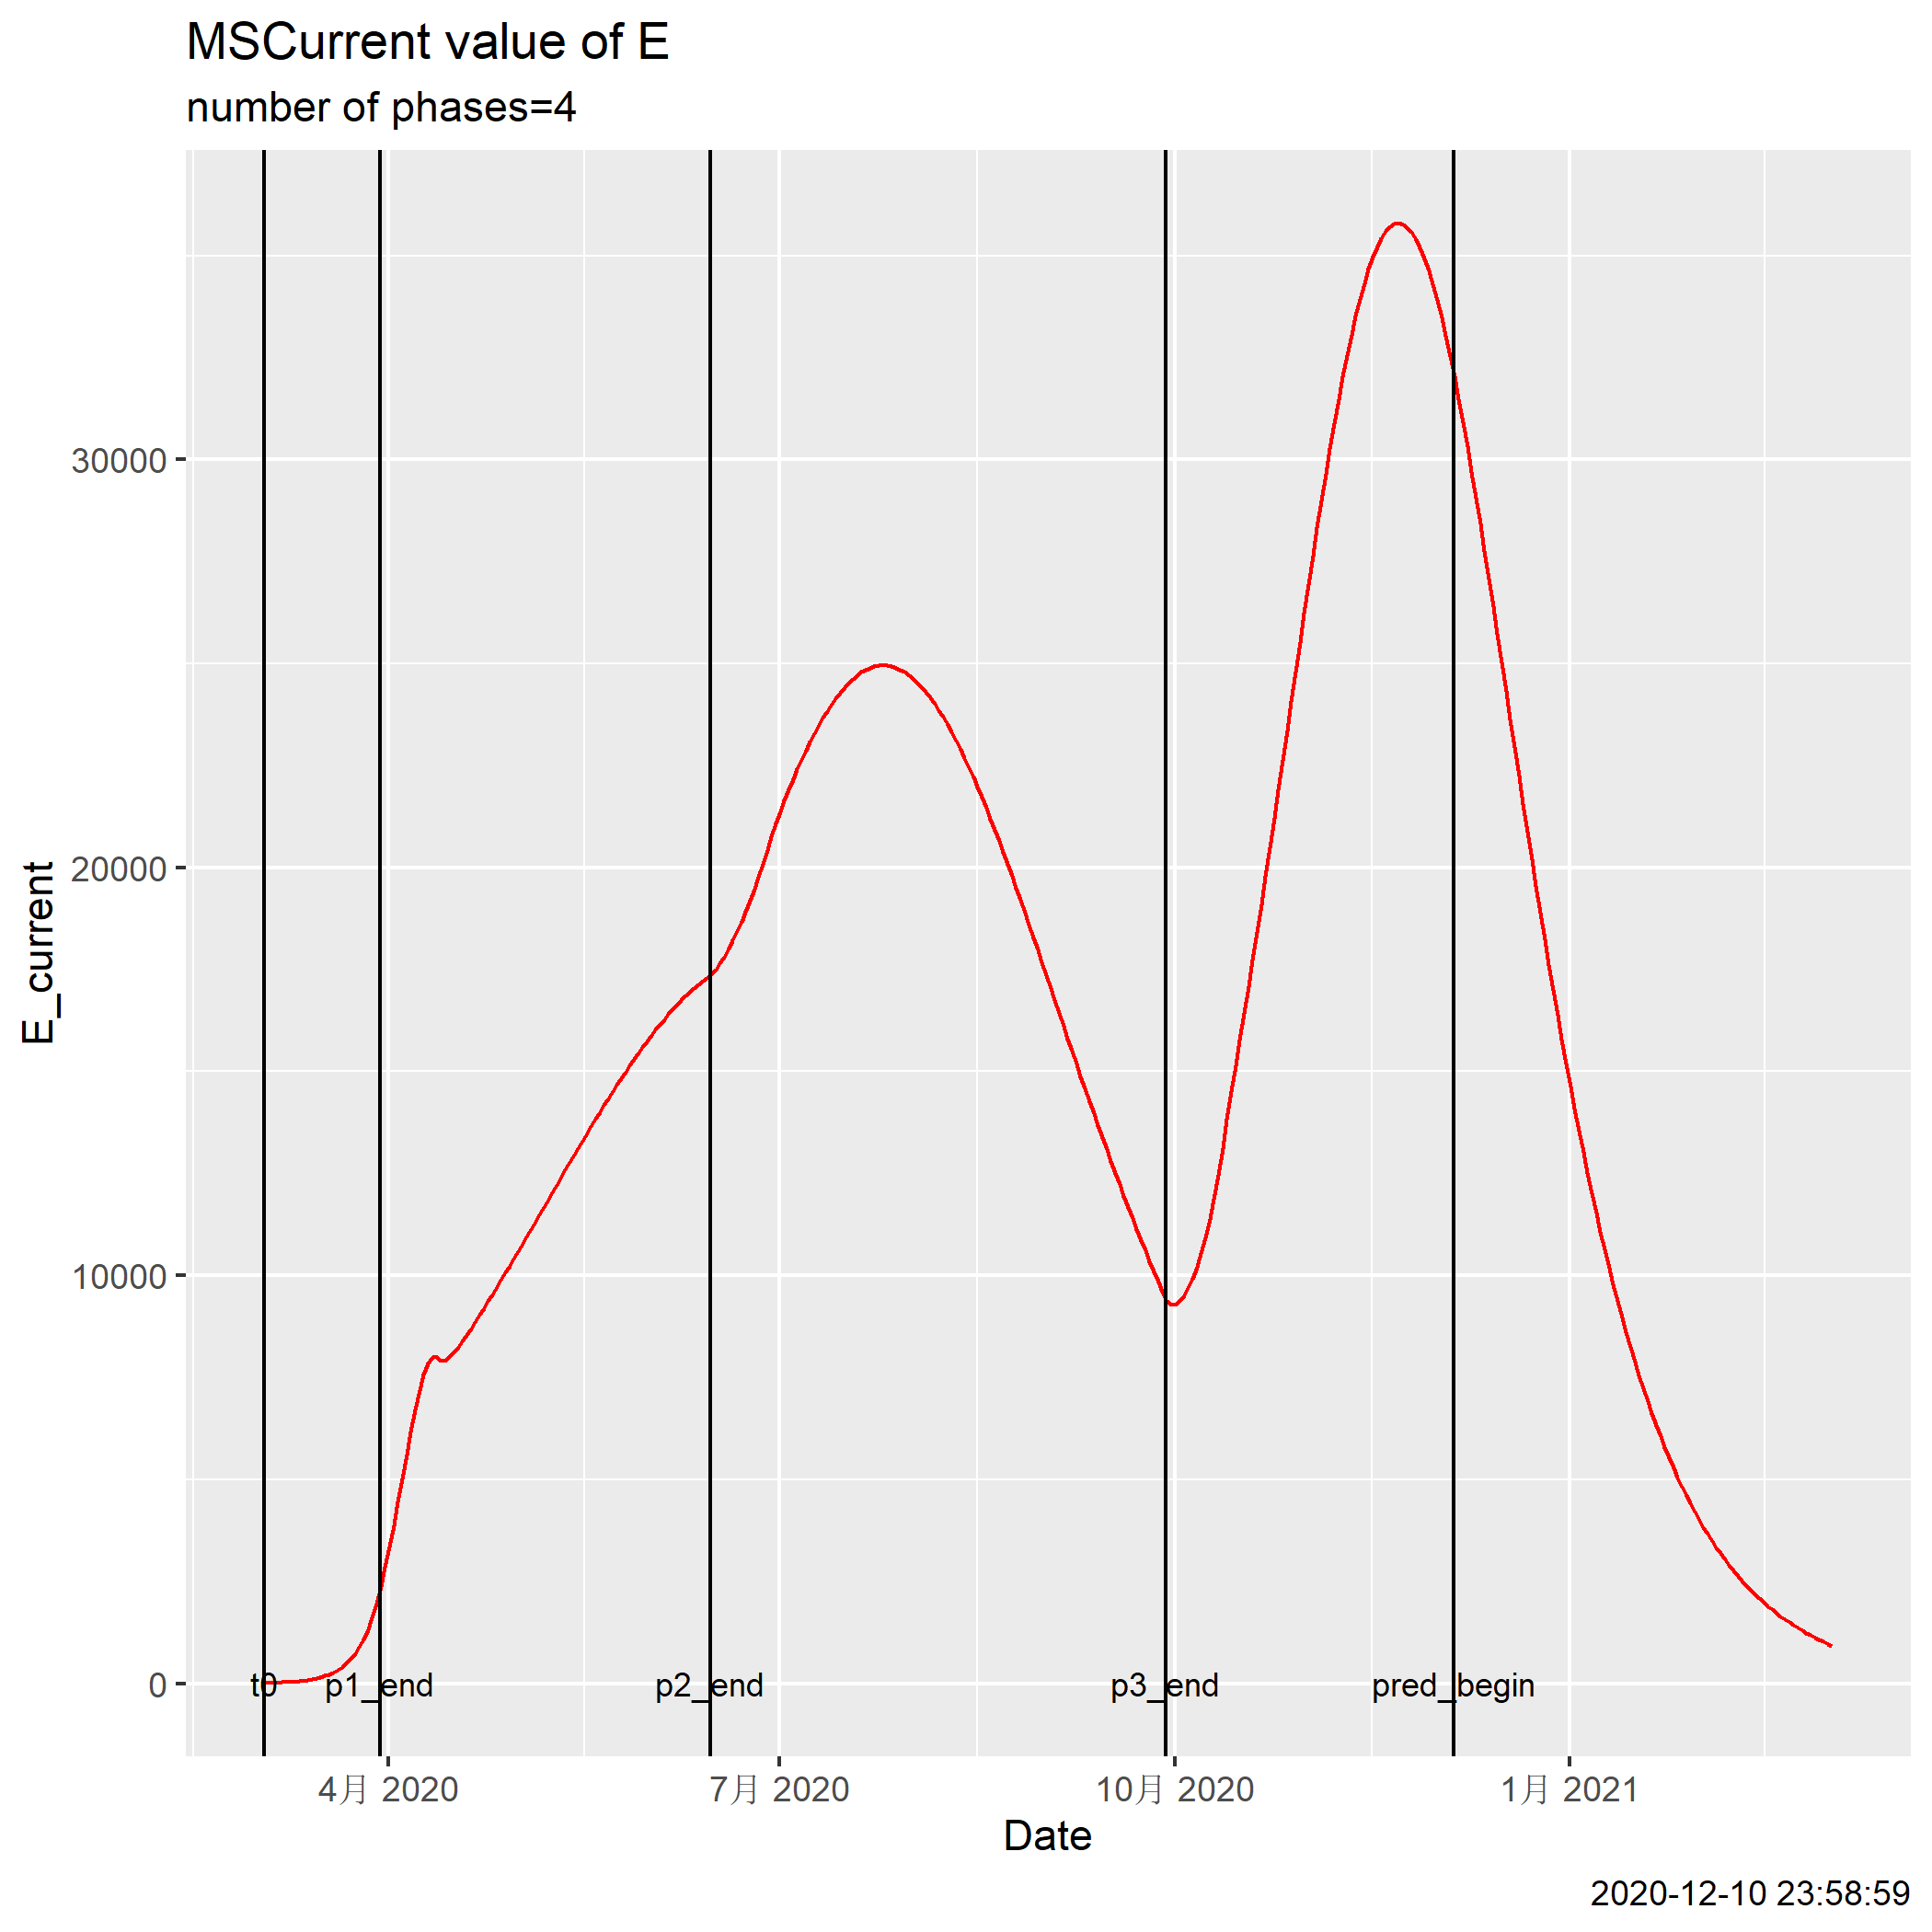 MSCurrent value of E
number of phases=4
E_current
30000
20000
10000
0
t0 p1_end p2_end p3_end pred_begin
4月 2020 7月 2020 10月 2020 1月 2021
Date
2020-12-10 23:58:59